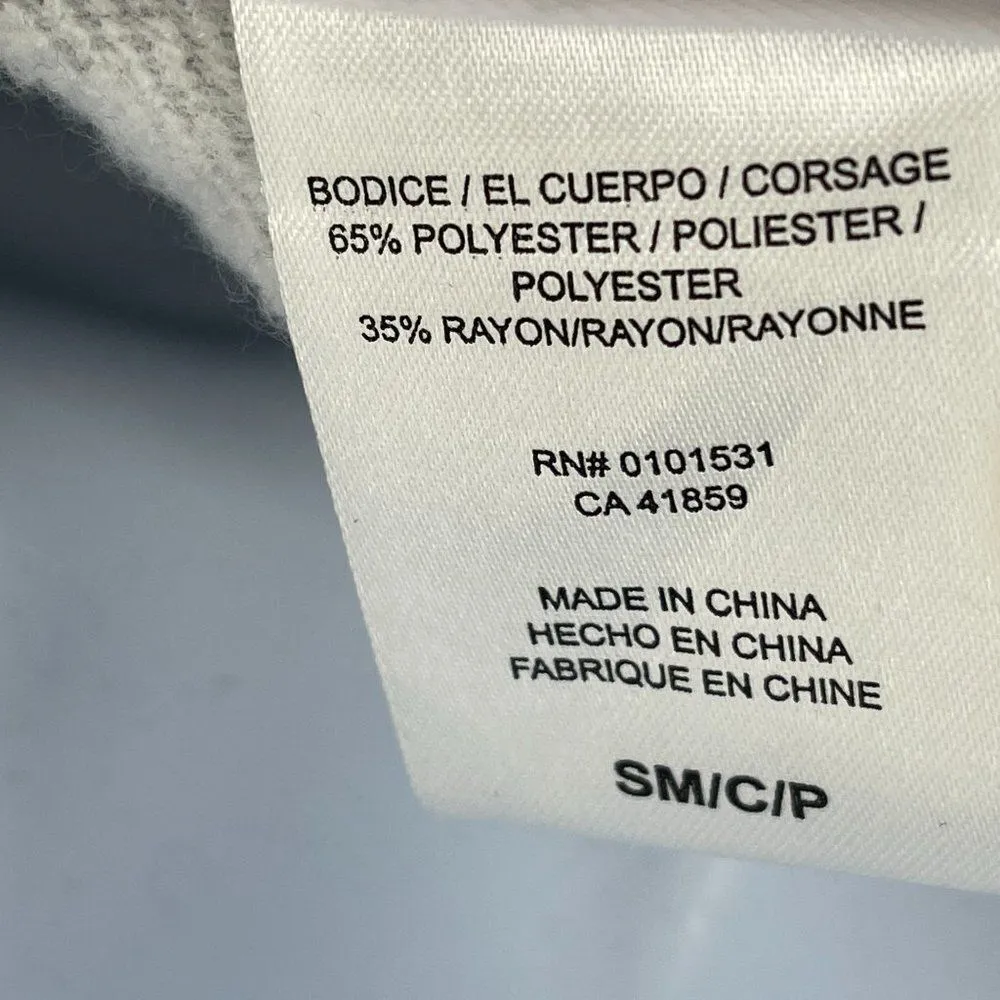 BODICE / EL CUERPO / CORSAGE
65% POLYESTER / POLIESTER /
POLYESTER
35% RAYON/RAYON/RAYONNE
RN# 0101531
CA 41859
MADE IN CHINA
HECHO EN CHINA
FABRIQUE EN CHINE
SM/C/P